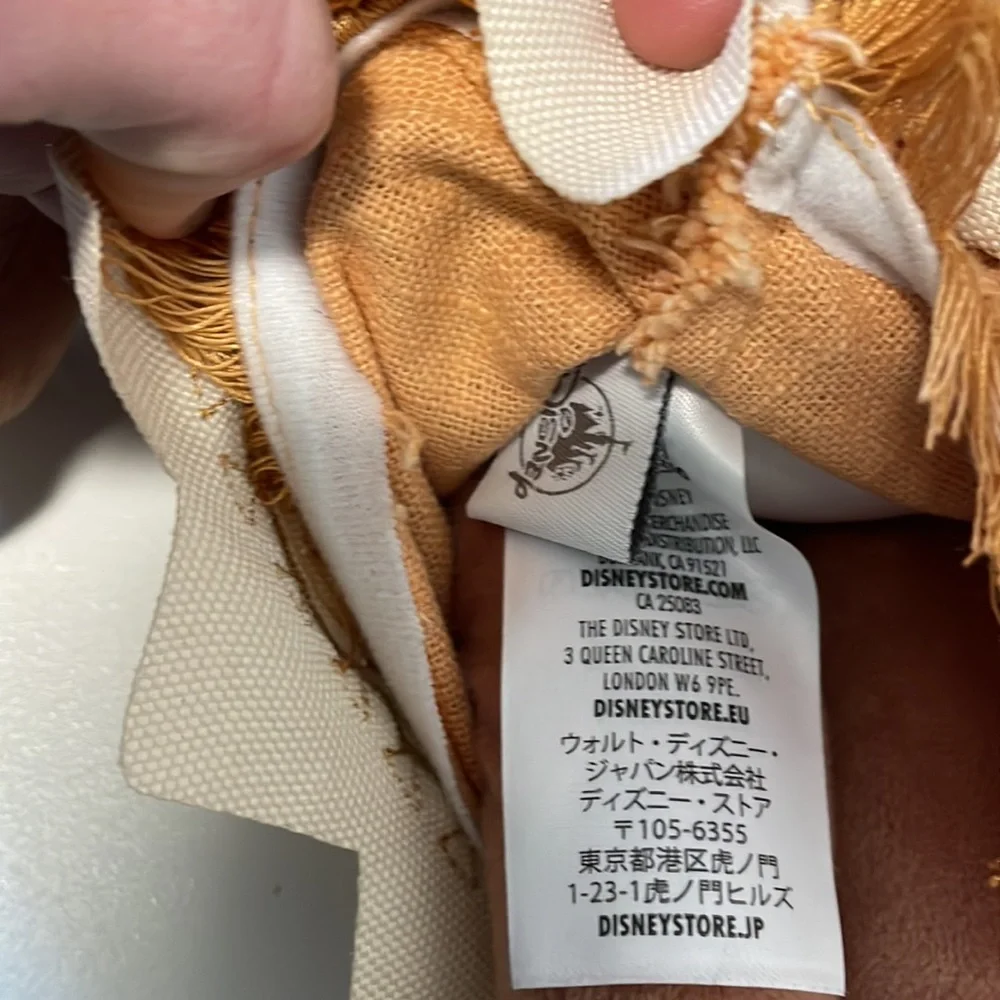 DISNEY
MERCHANDISE
DISTRIBUTION, LLC
BURBANK, CA 91521
DISNEYSTORE.COM
CA 25083
THE DISNEY STORE LTD,
3 QUEEN CAROLINE STREET,
LONDON W6 9PE.
DISNEYSTORE.EU
ウォルト・ディズニー・
ジャパン株式会社
ディズニー・ストア
〒105-6355
東京都港区虎ノ門
1-23-1虎ノ門ヒルズ
DISNEYSTORE.JP